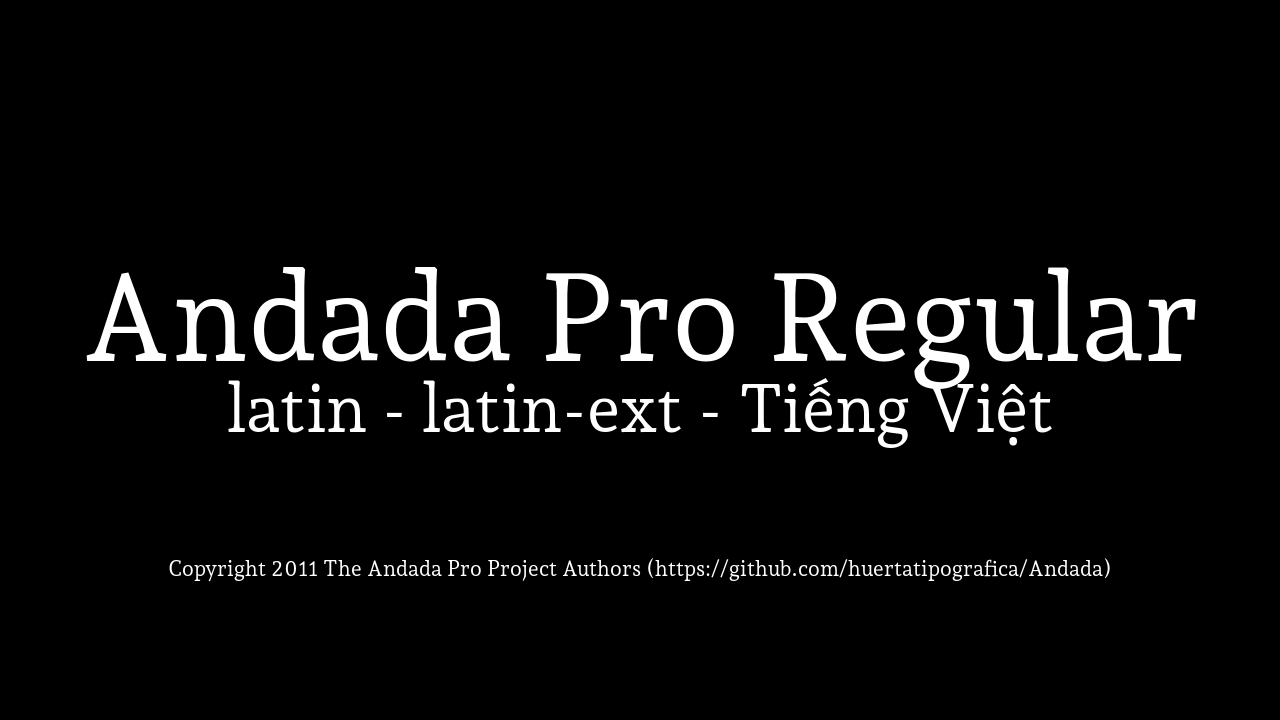 Andada Pro Regular
latin - latin-ext - Tiếng Việt
Copyright 2011 The Andada Pro Project Authors (https://github.com/huertatipografica/Andada)